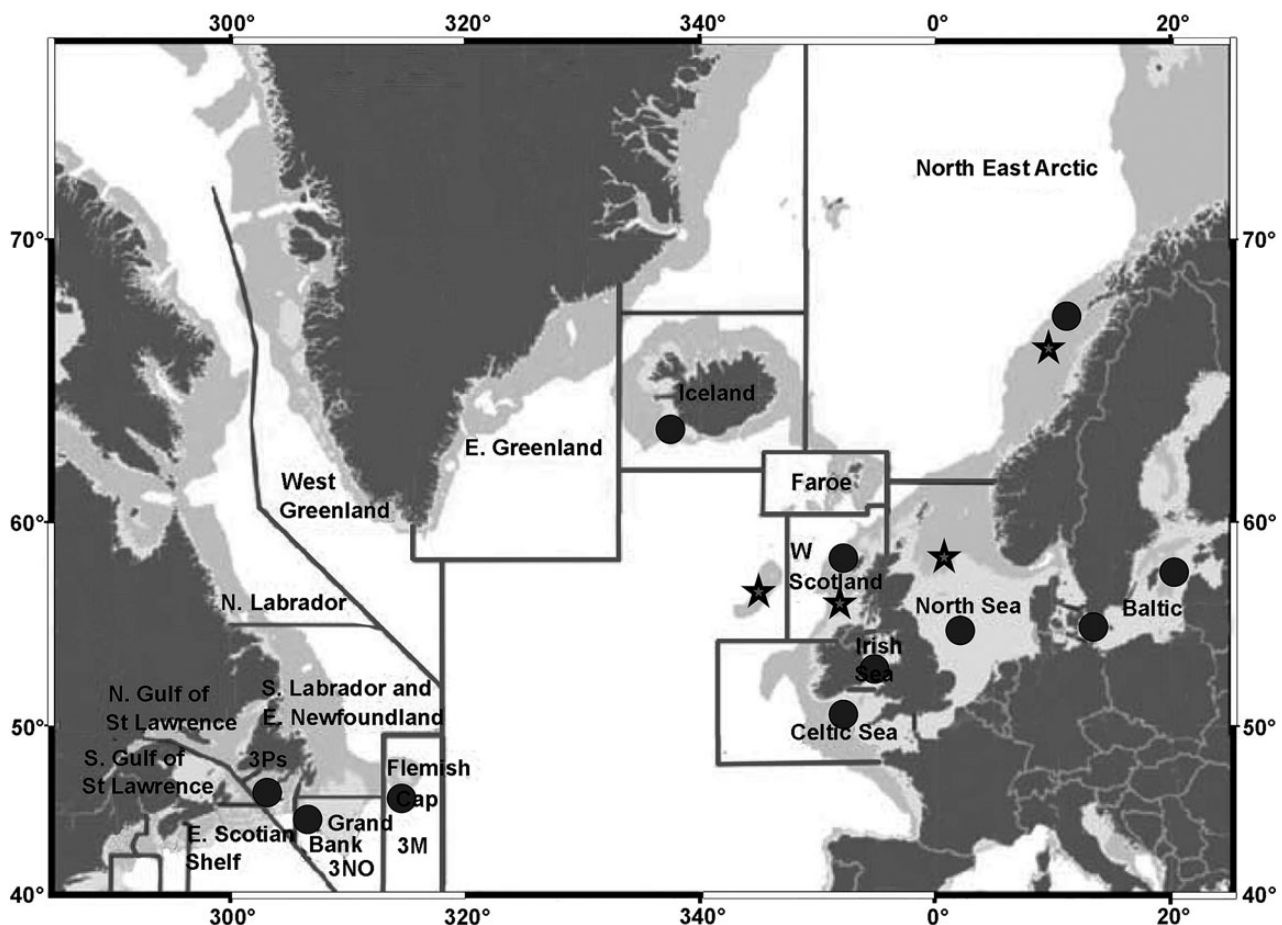 300°
320°
340°
0°
20°
North East Arctic
70°
70°
Iceland
E. Greenland
West
Greenland
Faroe
60°
60°
W
Scotland
N. Labrador
North Sea
Baltic
Irish
Sea
S. Labrador and
E. Newfoundland
N. Gulf of
St Lawrence
50°
50°
Celtic Sea
S. Gulf of
St Lawrence
3Ps
Flemish
Cap
Grand
Bank
3NO
3M
E. Scotian
Shelf
40°
40°
300°
320°
340°
0°
20°